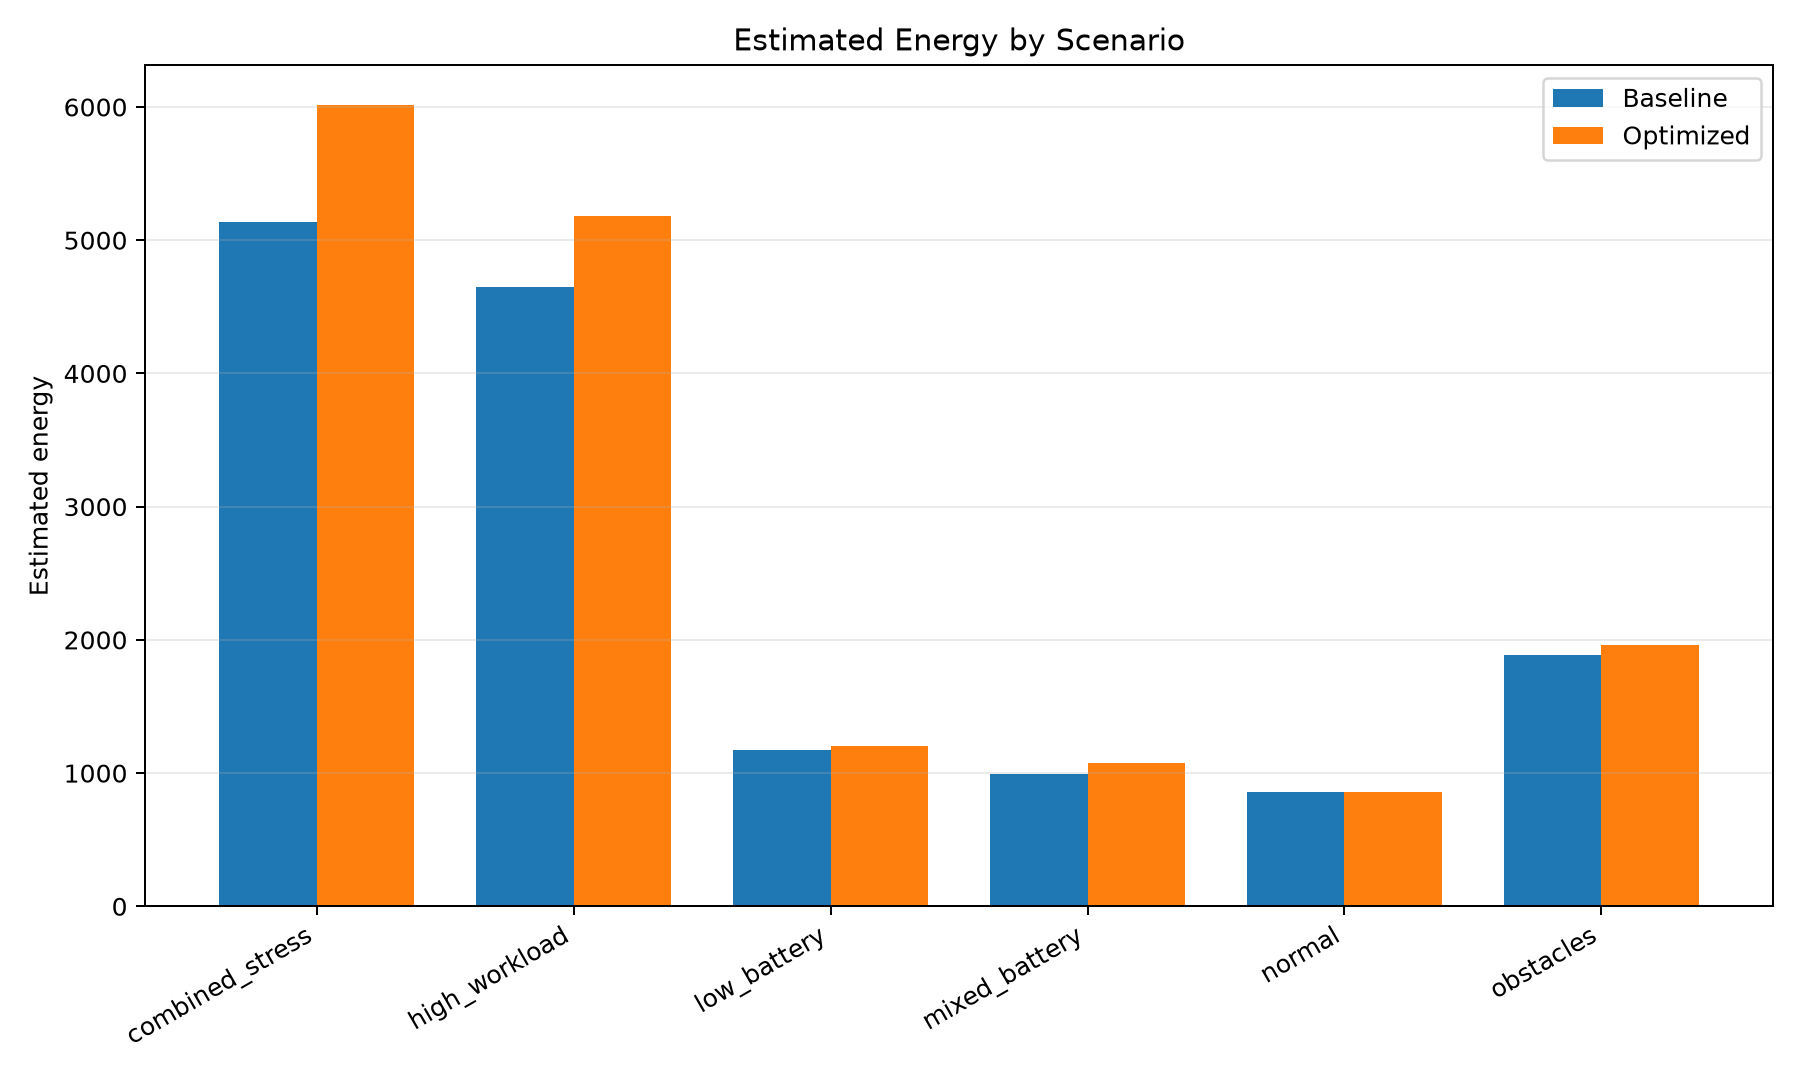 Estimated Energy by Scenario
Baseline
Optimized
Estimated energy
6000
5000
4000
3000
2000
1000
0
combined_stress
high_workload
low_battery
mixed_battery
normal
obstacles